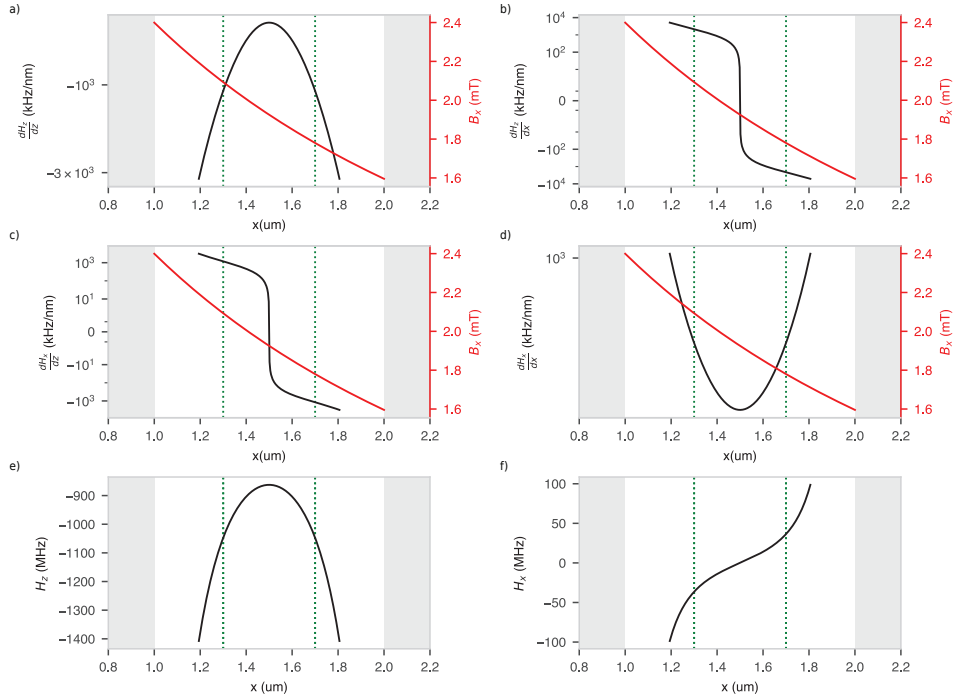 a)
dH_z/dz (kHz/nm)
−10³
−3 × 10³
0.8 1.0 1.2 1.4 1.6 1.8 2.0 2.2
x(um)
2.4
2.2
2.0
1.8
1.6
B_x (mT)
b)
dH_z/dx (kHz/nm)
10⁴
10²
0
−10²
−10⁴
0.8 1.0 1.2 1.4 1.6 1.8 2.0 2.2
x(um)
2.4
2.2
2.0
1.8
1.6
B_x (mT)
c)
dH_x/dz (kHz/nm)
10³
10¹
0
−10¹
−10³
0.8 1.0 1.2 1.4 1.6 1.8 2.0 2.2
x(um)
2.4
2.2
2.0
1.8
1.6
B_x (mT)
d)
dH_x/dx (kHz/nm)
10³
0.8 1.0 1.2 1.4 1.6 1.8 2.0 2.2
x(um)
2.4
2.2
2.0
1.8
1.6
B_x (mT)
e)
H_z (MHz)
−900
−1000
−1100
−1200
−1300
−1400
0.8 1.0 1.2 1.4 1.6 1.8 2.0 2.2
x (um)
f)
H_x (MHz)
100
50
0
−50
−100
0.8 1.0 1.2 1.4 1.6 1.8 2.0 2.2
x (um)